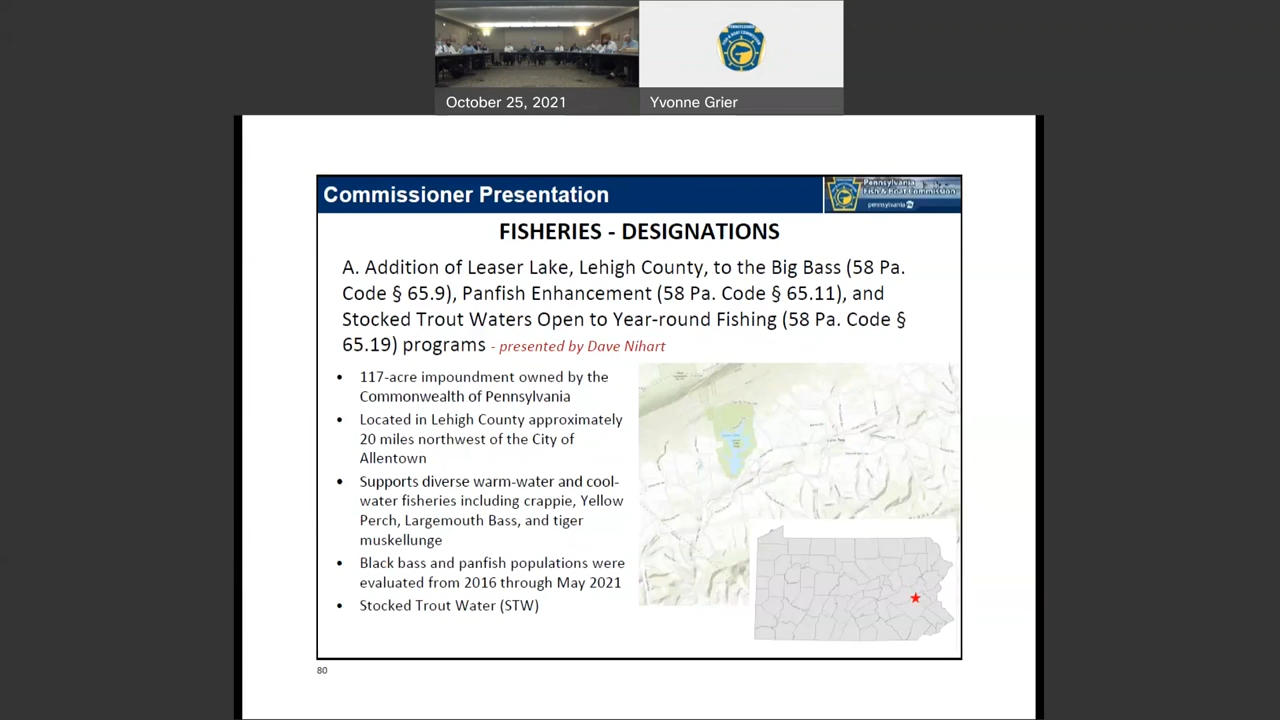 October 25, 2021
Yvonne Grier
Commissioner Presentation
Pennsylvania
Fish & Boat Commission
pennsylvania
FISHERIES - DESIGNATIONS
A. Addition of Leaser Lake, Lehigh County, to the Big Bass (58 Pa.
Code § 65.9), Panfish Enhancement (58 Pa. Code § 65.11), and
Stocked Trout Waters Open to Year-round Fishing (58 Pa. Code §
65.19) programs - presented by Dave Nihart
• 117-acre impoundment owned by the
Commonwealth of Pennsylvania
• Located in Lehigh County approximately
20 miles northwest of the City of
Allentown
• Supports diverse warm-water and cool-
water fisheries including crappie, Yellow
Perch, Largemouth Bass, and tiger
muskellunge
• Black bass and panfish populations were
evaluated from 2016 through May 2021
• Stocked Trout Water (STW)
80